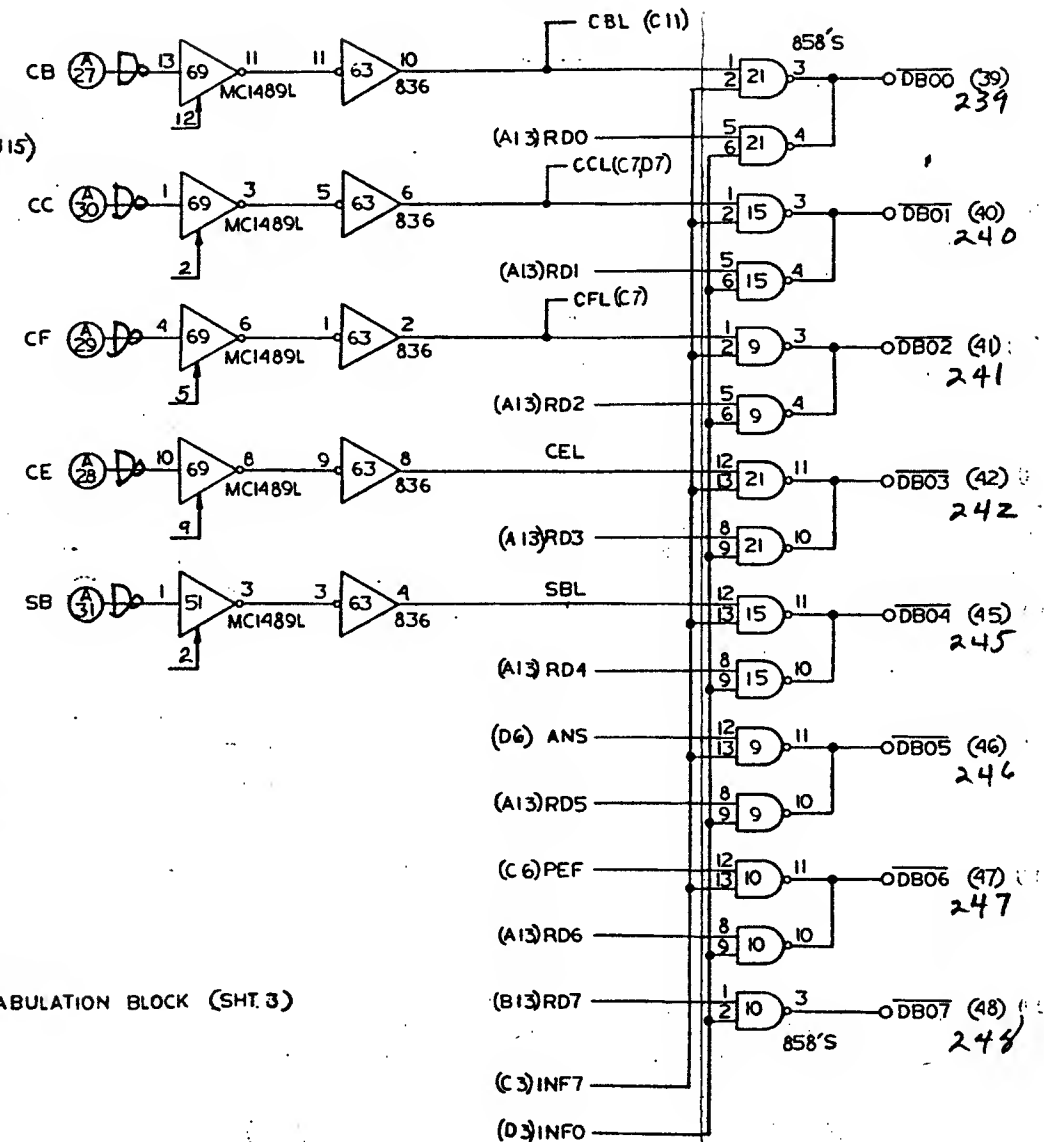 CBL (C11)
858'S
CB A 27 13 69 11 MC1489L 12 11 63 10 836
1 2 21 3 DB00 (39)
239
(A13) RD0 5 6 21 4
CCL (C7,D7)
CC A 30 1 69 3 MC1489L 2 5 63 6 836
1 2 15 3 DB01 (40)
240
(A13) RD1 5 6 15 4
CFL (C7)
CF A 29 4 69 6 MC1489L 5 1 63 2 836
1 2 9 3 DB02 (41)
241
(A13) RD2 5 6 9 4
CE A 28 10 69 8 MC1489L 9 9 63 8 836
CEL 12 13 21 11 DB03 (42)
242
(A13) RD3 8 9 21 10
SB A 31 1 51 3 MC1489L 2 3 63 4 836
SBL 12 13 15 11 DB04 (45)
245
(A13) RD4 8 9 15 10
(D6) ANS 12 13 9 11 DB05 (46)
246
(A13) RD5 8 9 9 10
(C6) PEF 12 13 10 11 DB06 (47)
247
(A13) RD6 8 9 10 10
ABULATION BLOCK (SHT. 3)
(B13) RD7 1 2 10 3 DB07 (48)
858'S
248
(C3) INF7
(D3) INF0